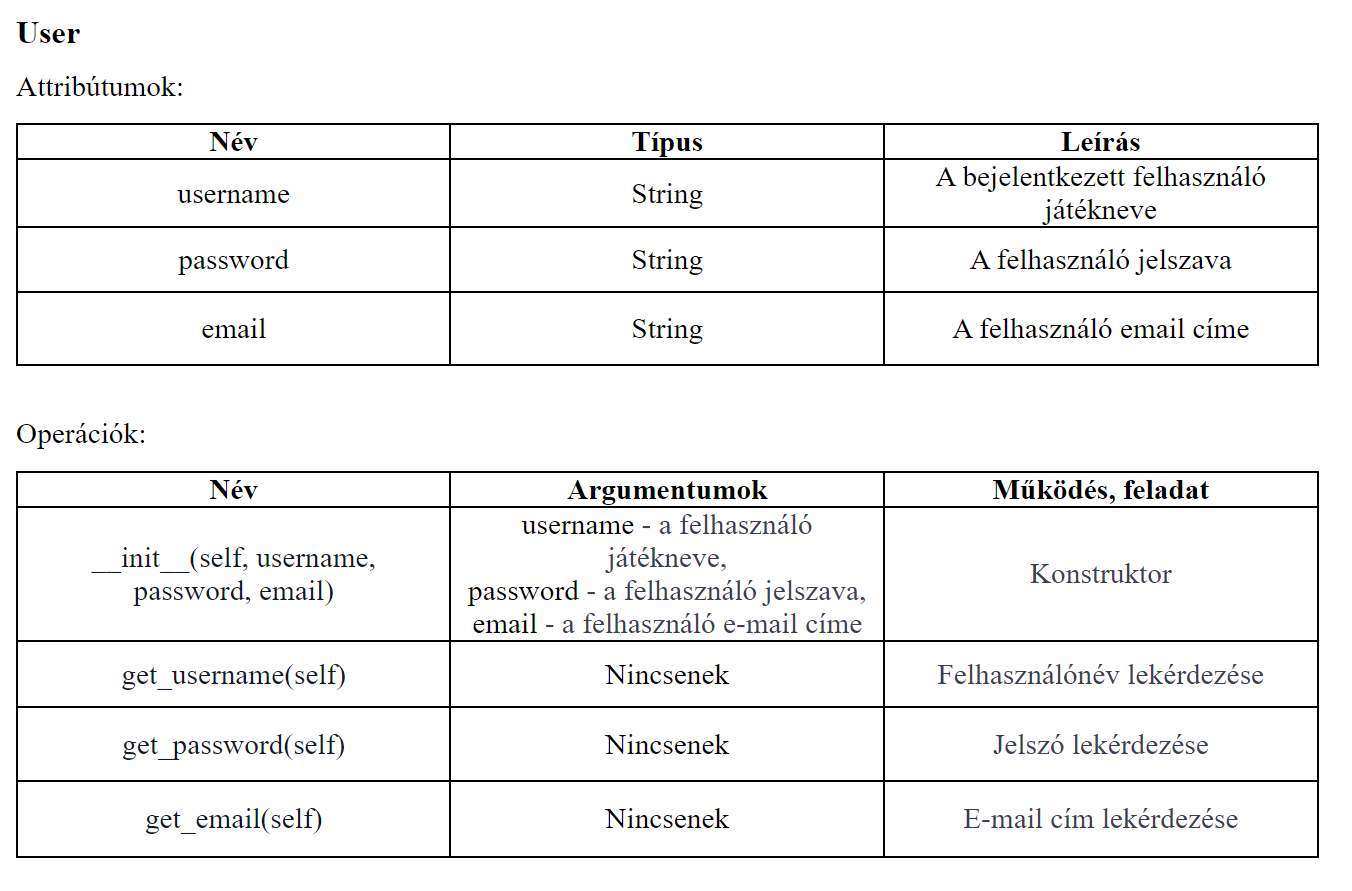 User
Attribútumok:
Név Típus Leírás
username String A bejelentkezett felhasználó
játékneve
password String A felhasználó jelszava
email String A felhasználó email címe
Operációk:
Név Argumentumok Működés, feladat
__init__(self, username,
password, email)
username - a felhasználó
játékneve,
password - a felhasználó jelszava,
email - a felhasználó e-mail címe
Konstruktor
get_username(self) Nincsenek Felhasználónév lekérdezése
get_password(self) Nincsenek Jelszó lekérdezése
get_email(self) Nincsenek E-mail cím lekérdezése